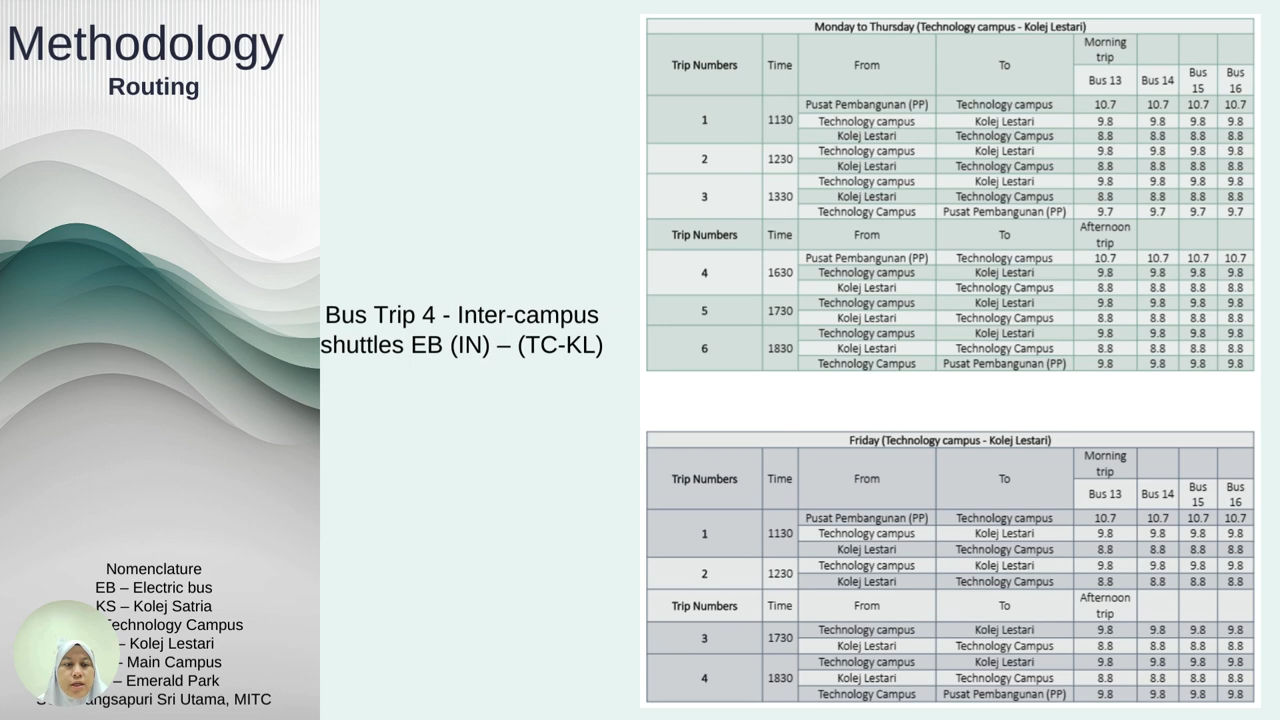 Methodology
Routing
Bus Trip 4 - Inter-campus
shuttles EB (IN) – (TC-KL)
Nomenclature
EB – Electric bus
KS – Kolej Satria
Technology Campus
– Kolej Lestari
– Main Campus
– Emerald Park
Sri Utama, MITC
Monday to Thursday (Technology campus - Kolej Lestari)
Trip Numbers Time From To Morning trip
Bus 13 Bus 14 Bus 15 Bus 16
1 1130 Pusat Pembangunan (PP) Technology campus 10.7 10.7 10.7 10.7
Technology campus Kolej Lestari 9.8 9.8 9.8 9.8
Kolej Lestari Technology Campus 8.8 8.8 8.8 8.8
2 1230 Technology campus Kolej Lestari 9.8 9.8 9.8 9.8
Kolej Lestari Technology Campus 8.8 8.8 8.8 8.8
3 1330 Technology campus Kolej Lestari 9.8 9.8 9.8 9.8
Kolej Lestari Technology Campus 8.8 8.8 8.8 8.8
Technology Campus Pusat Pembangunan (PP) 9.7 9.7 9.7 9.7
Trip Numbers Time From To Afternoon trip
4 1630 Pusat Pembangunan (PP) Technology campus 10.7 10.7 10.7 10.7
Technology campus Kolej Lestari 9.8 9.8 9.8 9.8
Kolej Lestari Technology Campus 8.8 8.8 8.8 8.8
5 1730 Technology campus Kolej Lestari 9.8 9.8 9.8 9.8
Kolej Lestari Technology Campus 8.8 8.8 8.8 8.8
6 1830 Technology campus Kolej Lestari 9.8 9.8 9.8 9.8
Kolej Lestari Technology Campus 8.8 8.8 8.8 8.8
Technology Campus Pusat Pembangunan (PP) 9.8 9.8 9.8 9.8
Friday (Technology campus - Kolej Lestari)
Trip Numbers Time From To Morning trip
Bus 13 Bus 14 Bus 15 Bus 16
1 1130 Pusat Pembangunan (PP) Technology campus 10.7 10.7 10.7 10.7
Technology campus Kolej Lestari 9.8 9.8 9.8 9.8
Kolej Lestari Technology Campus 8.8 8.8 8.8 8.8
2 1230 Technology campus Kolej Lestari 9.8 9.8 9.8 9.8
Kolej Lestari Technology Campus 8.8 8.8 8.8 8.8
Trip Numbers Time From To Afternoon trip
3 1730 Technology campus Kolej Lestari 9.8 9.8 9.8 9.8
Kolej Lestari Technology Campus 8.8 8.8 8.8 8.8
4 1830 Technology campus Kolej Lestari 9.8 9.8 9.8 9.8
Kolej Lestari Technology Campus 8.8 8.8 8.8 8.8
Technology Campus Pusat Pembangunan (PP) 9.8 9.8 9.8 9.8